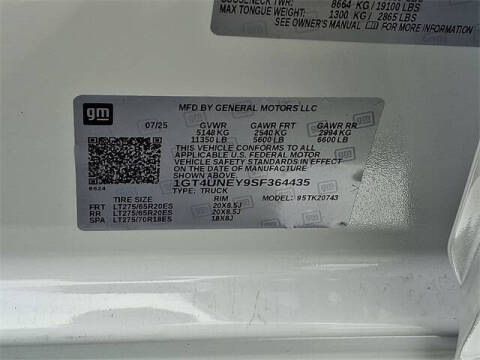 GOOSENECK TWR: 8664 KG / 19100 LBS
MAX TONGUE WEIGHT: 1300 KG / 2865 LBS
SEE OWNER'S MANUAL FOR MORE INFORMATION
gm
MFD BY GENERAL MOTORS LLC
07/25 GVWR GAWR FRT GAWR RR
5148 KG 2540 KG 2994 KG
11350 LB 5600 LB 6600 LB
THIS VEHICLE CONFORMS TO ALL
APPLICABLE U.S. FEDERAL MOTOR
VEHICLE SAFETY STANDARDS IN
EFFECT ON THE DATE OF
MANUFACTURE SHOWN ABOVE.
1GT4UNEY9SF364435
TYPE: TRUCK
TIRE SIZE RIM MODEL: 9STK20743
FRT LT275/65R20ES 20X8.5J
RR LT275/65R20ES 20X8.5J
SPA LT275/70R18ES 18X8J